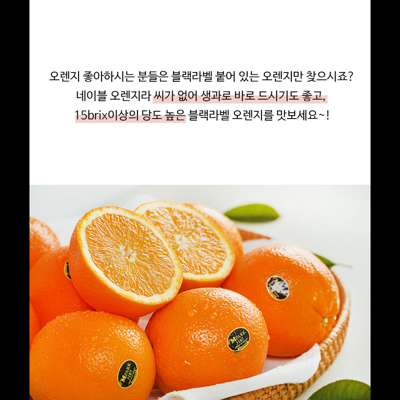 오렌지 좋아하시는 분들은 블랙라벨 붙어 있는 오렌지만 찾으시죠?
네이블 오렌지라 씨가 없어 생과로 바로 드시기도 좋고,
15brix이상의 당도 높은 블랙라벨 오렌지를 맛보세요~!